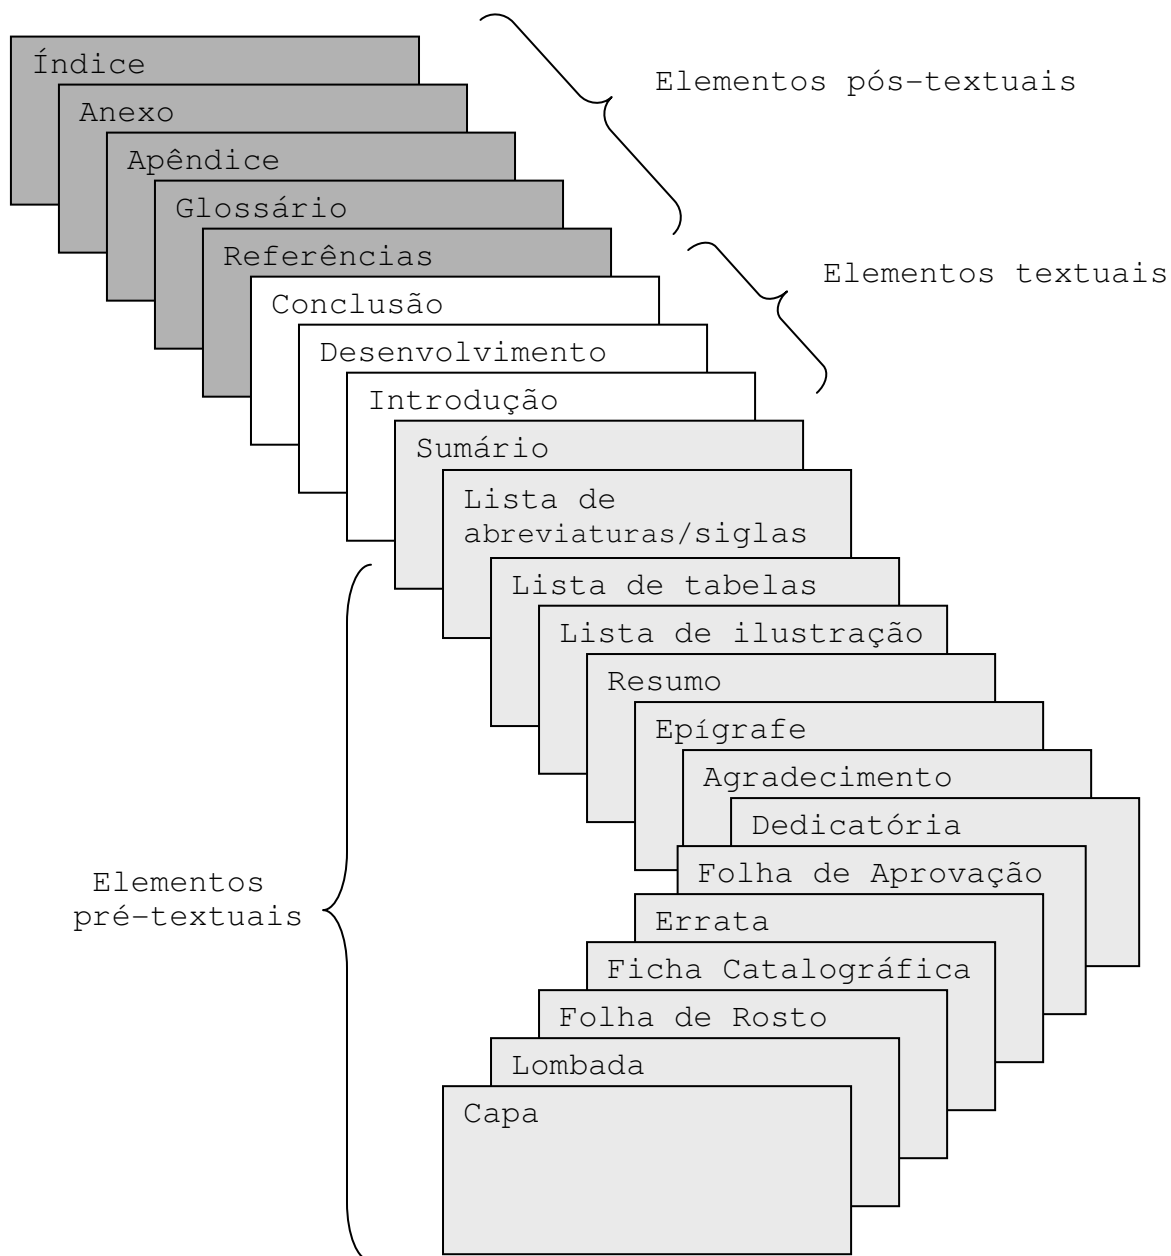 Índice
Elementos pós-textuais
Anexo
Apêndice
Glossário
Referências
Elementos textuais
Conclusão
Desenvolvimento
Introdução
Sumário
Lista de
abreviaturas/siglas
Lista de tabelas
Lista de ilustração
Resumo
Epígrafe
Agradecimento
Dedicatória
Elementos
pré-textuais
Folha de Aprovação
Errata
Ficha Catalográfica
Folha de Rosto
Lombada
Capa